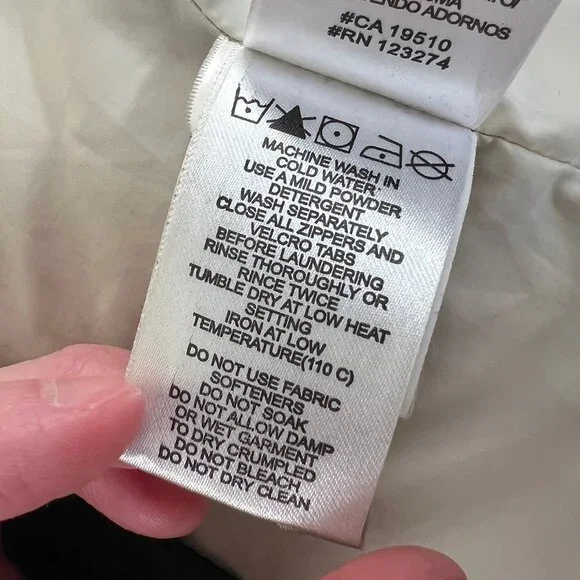 TENDO ADORNOS
#CA 19510
#RN 123274
MACHINE WASH IN
COLD WATER.
USE A MILD POWDER
DETERGENT
WASH SEPARATELY
CLOSE ALL ZIPPERS AND
VELCRO TABS
BEFORE LAUNDERING
RINSE THOROUGHLY OR
RINCE TWICE
TUMBLE DRY AT LOW HEAT
SETTING
IRON AT LOW
TEMPERATURE(110 C)
DO NOT USE FABRIC
SOFTENERS
DO NOT SOAK
DO NOT ALLOW DAMP
OR WET GARMENT
TO DRY CRUMPLED
DO NOT BLEACH
DO NOT DRY CLEAN